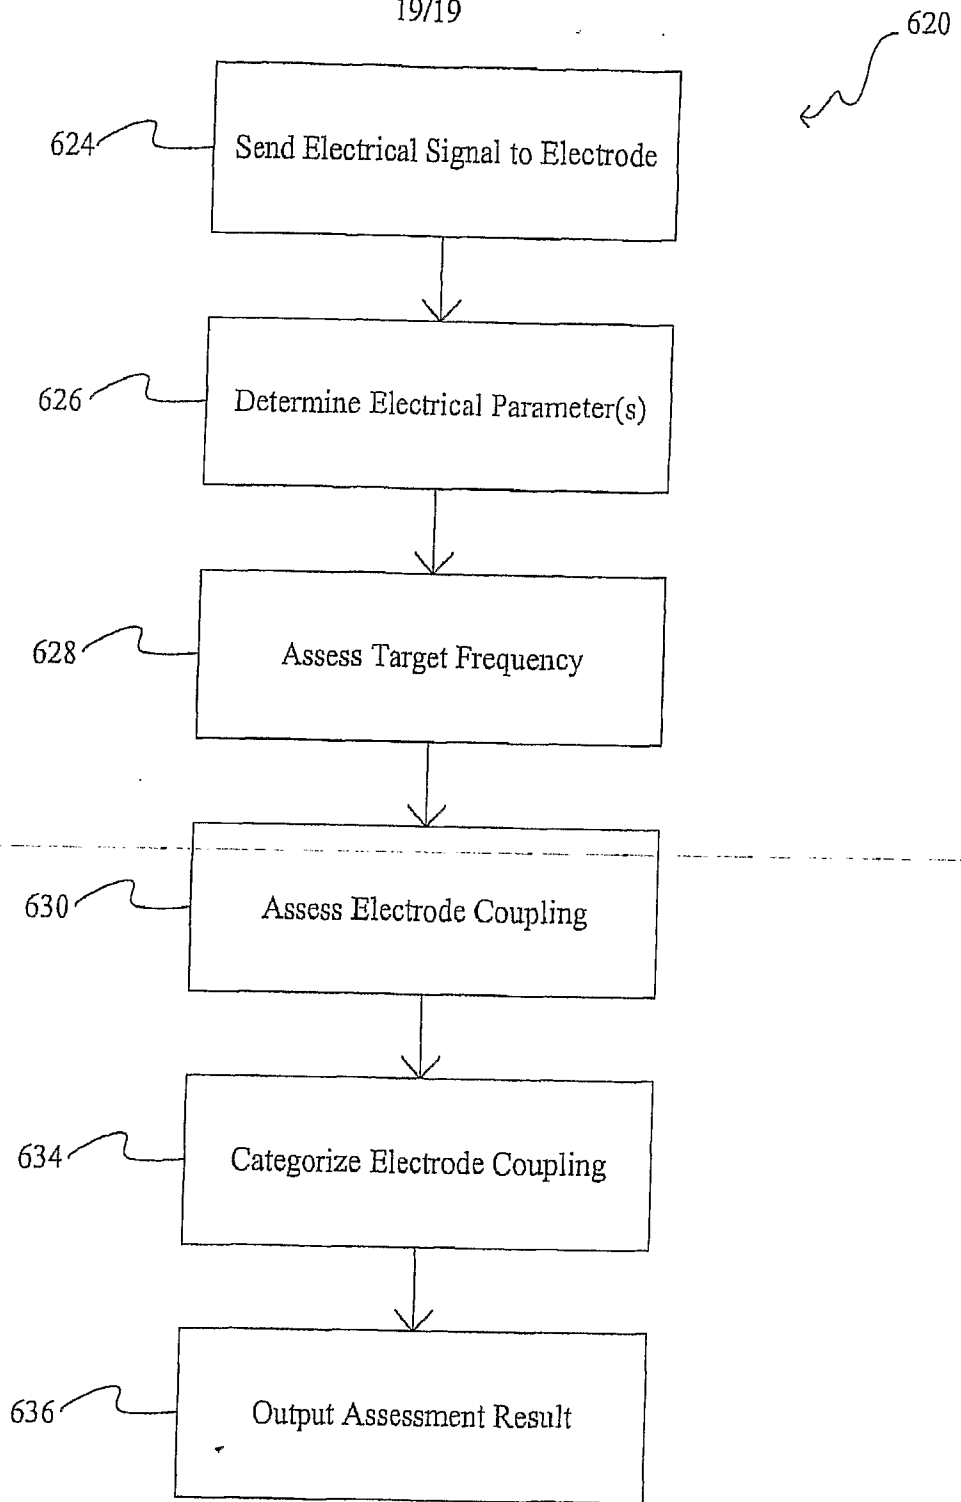 19/19
620
624
Send Electrical Signal to Electrode
626
Determine Electrical Parameter(s)
628
Assess Target Frequency
630
Assess Electrode Coupling
634
Categorize Electrode Coupling
636
Output Assessment Result